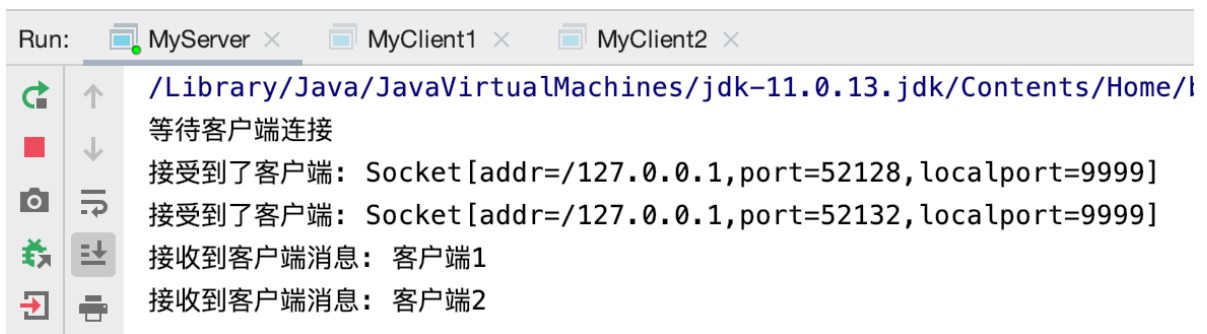 Run: MyServer × MyClient1 × MyClient2 ×
/Library/Java/JavaVirtualMachines/jdk-11.0.13.jdk/Contents/Home/
等待客户端连接
接受到了客户端: Socket[addr=/127.0.0.1,port=52128,localport=9999]
接受到了客户端: Socket[addr=/127.0.0.1,port=52132,localport=9999]
接收到客户端消息: 客户端1
接收到客户端消息: 客户端2